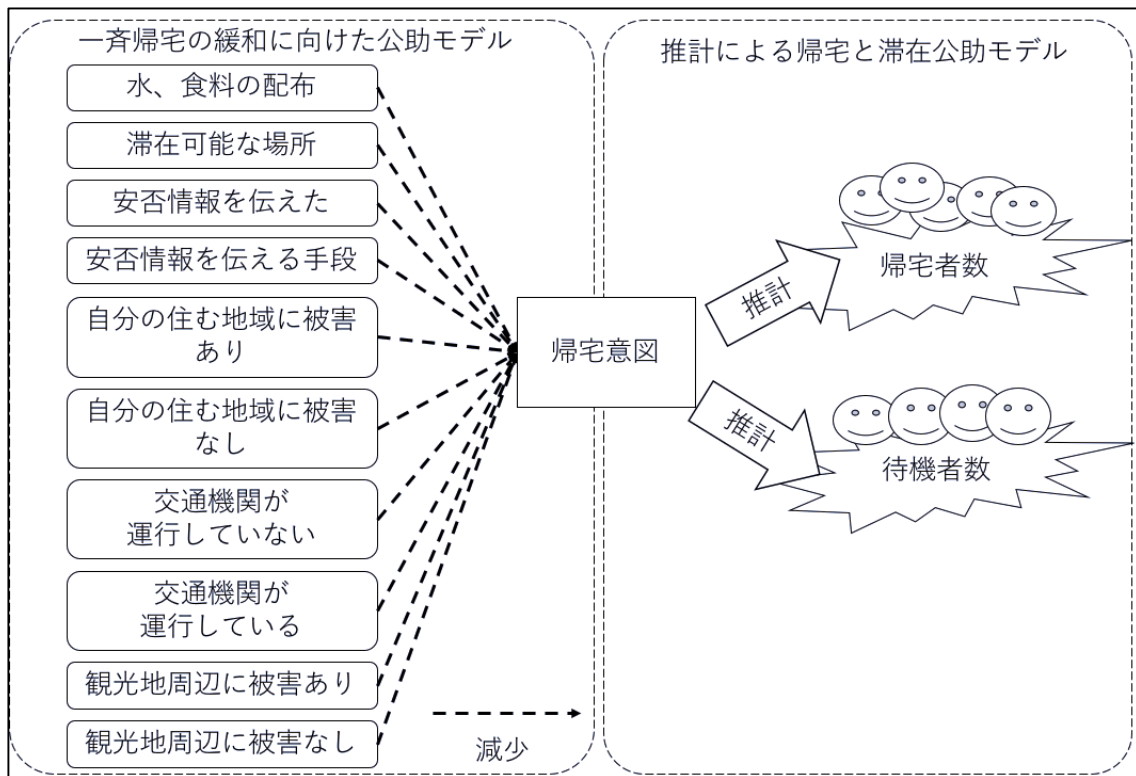 一斉帰宅の緩和に向けた公助モデル
水、食料の配布
滞在可能な場所
安否情報を伝えた
安否情報を伝える手段
自分の住む地域に被害
あり
自分の住む地域に被害
なし
交通機関が
運行していない
交通機関が
運行している
観光地周辺に被害あり
観光地周辺に被害なし
減少
帰宅意図
推計による帰宅と滞在公助モデル
推計
帰宅者数
推計
待機者数